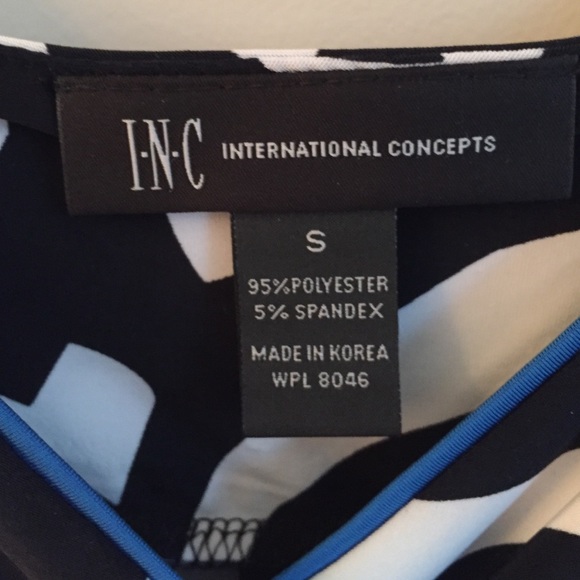 I·N·C INTERNATIONAL CONCEPTS
S
95%POLYESTER
5% SPANDEX
MADE IN KOREA
WPL 8046